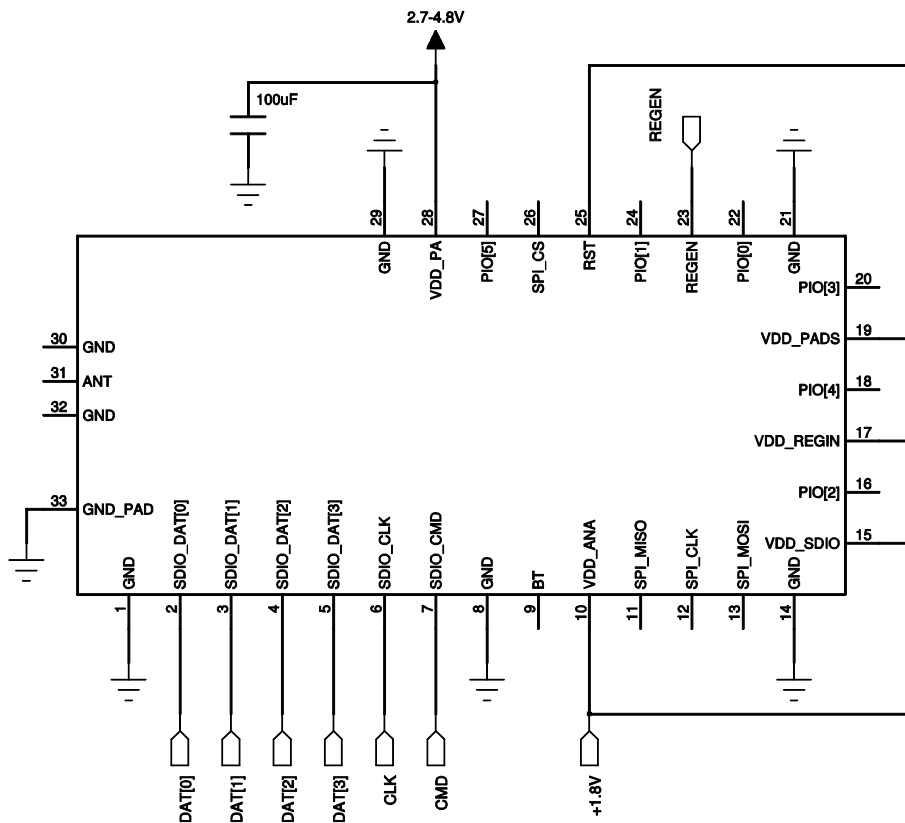 2.7-4.8V
100uF
REGEN
29
28
27
26
25
24
23
22
21
GND
VDD_PA
PIO[5]
SPI_CS
RST
PIO[1]
REGEN
PIO[0]
GND
PIO[3]
20
VDD_PADS
19
PIO[4]
18
VDD_REGIN
17
PIO[2]
16
VDD_SDIO
15
30
GND
31
ANT
32
GND
33
GND_PAD
GND
SDIO_DAT[0]
SDIO_DAT[1]
SDIO_DAT[2]
SDIO_DAT[3]
SDIO_CLK
SDIO_CMD
GND
BT
VDD_ANA
SPI_MISO
SPI_CLK
SPI_MOSI
GND
1
2
3
4
5
6
7
8
9
10
11
12
13
14
DAT[0]
DAT[1]
DAT[2]
DAT[3]
CLK
CMD
+1.8V